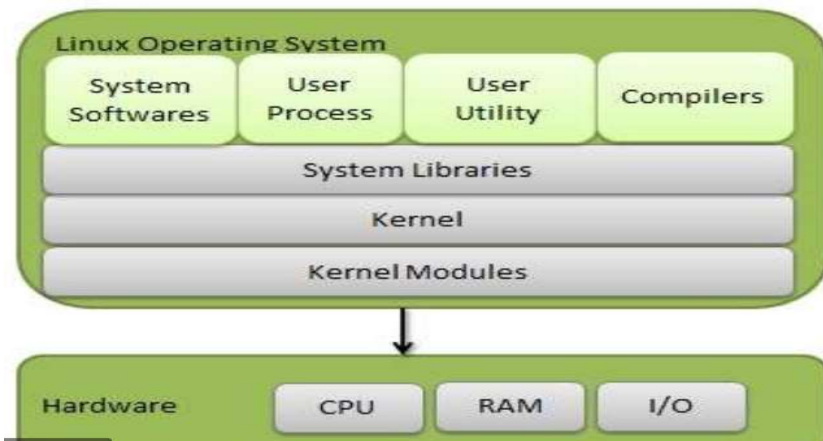 Linux Operating System
System
Softwares
User
Process
User
Utility
Compilers
System Libraries
Kernel
Kernel Modules
Hardware
CPU
RAM
I/O